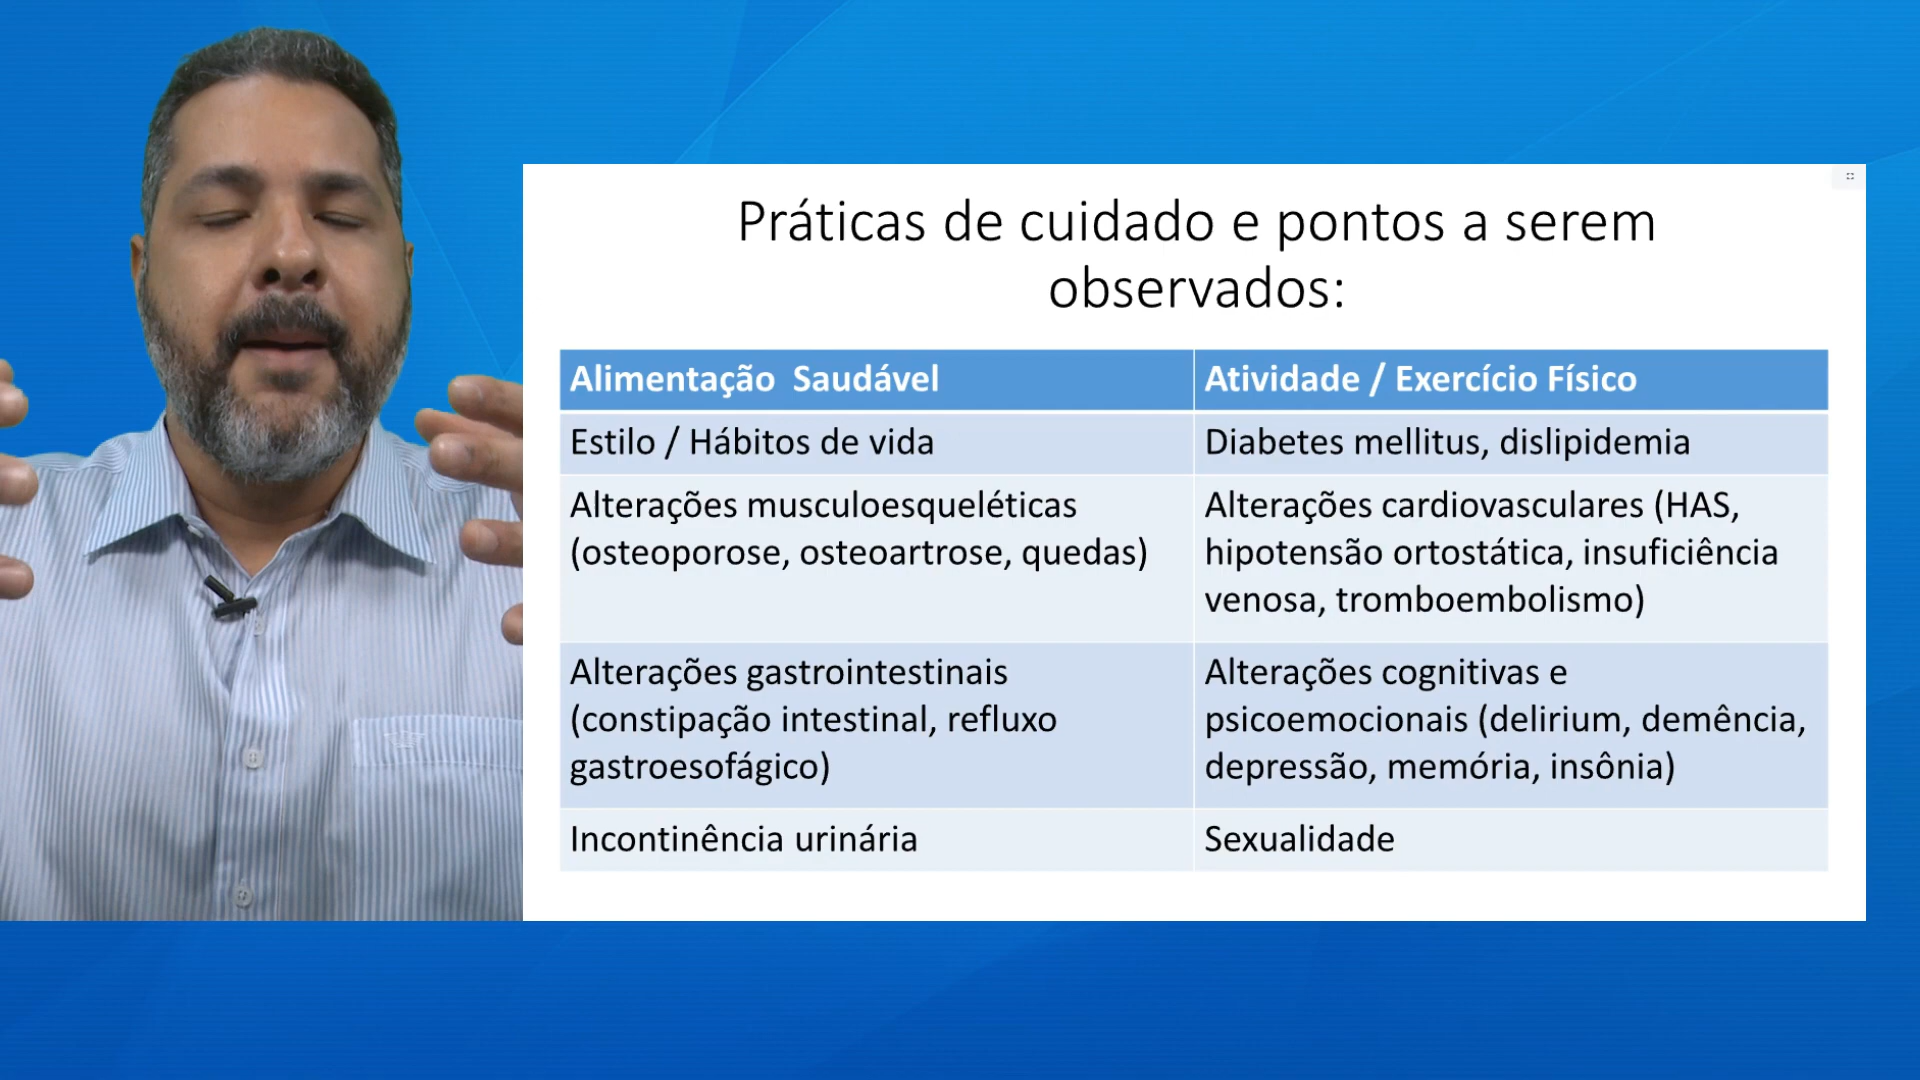 Práticas de cuidado e pontos a serem
observados:
Alimentação Saudável
Atividade / Exercício Físico
Estilo / Hábitos de vida
Diabetes mellitus, dislipidemia
Alterações musculoesqueléticas
(osteoporose, osteoartrose, quedas)
Alterações cardiovasculares (HAS,
hipotensão ortostática, insuficiência
venosa, tromboembolismo)
Alterações gastrointestinais
(constipação intestinal, refluxo
gastroesofágico)
Alterações cognitivas e
psicoemocionais (delirium, demência,
depressão, memória, insônia)
Incontinência urinária
Sexualidade